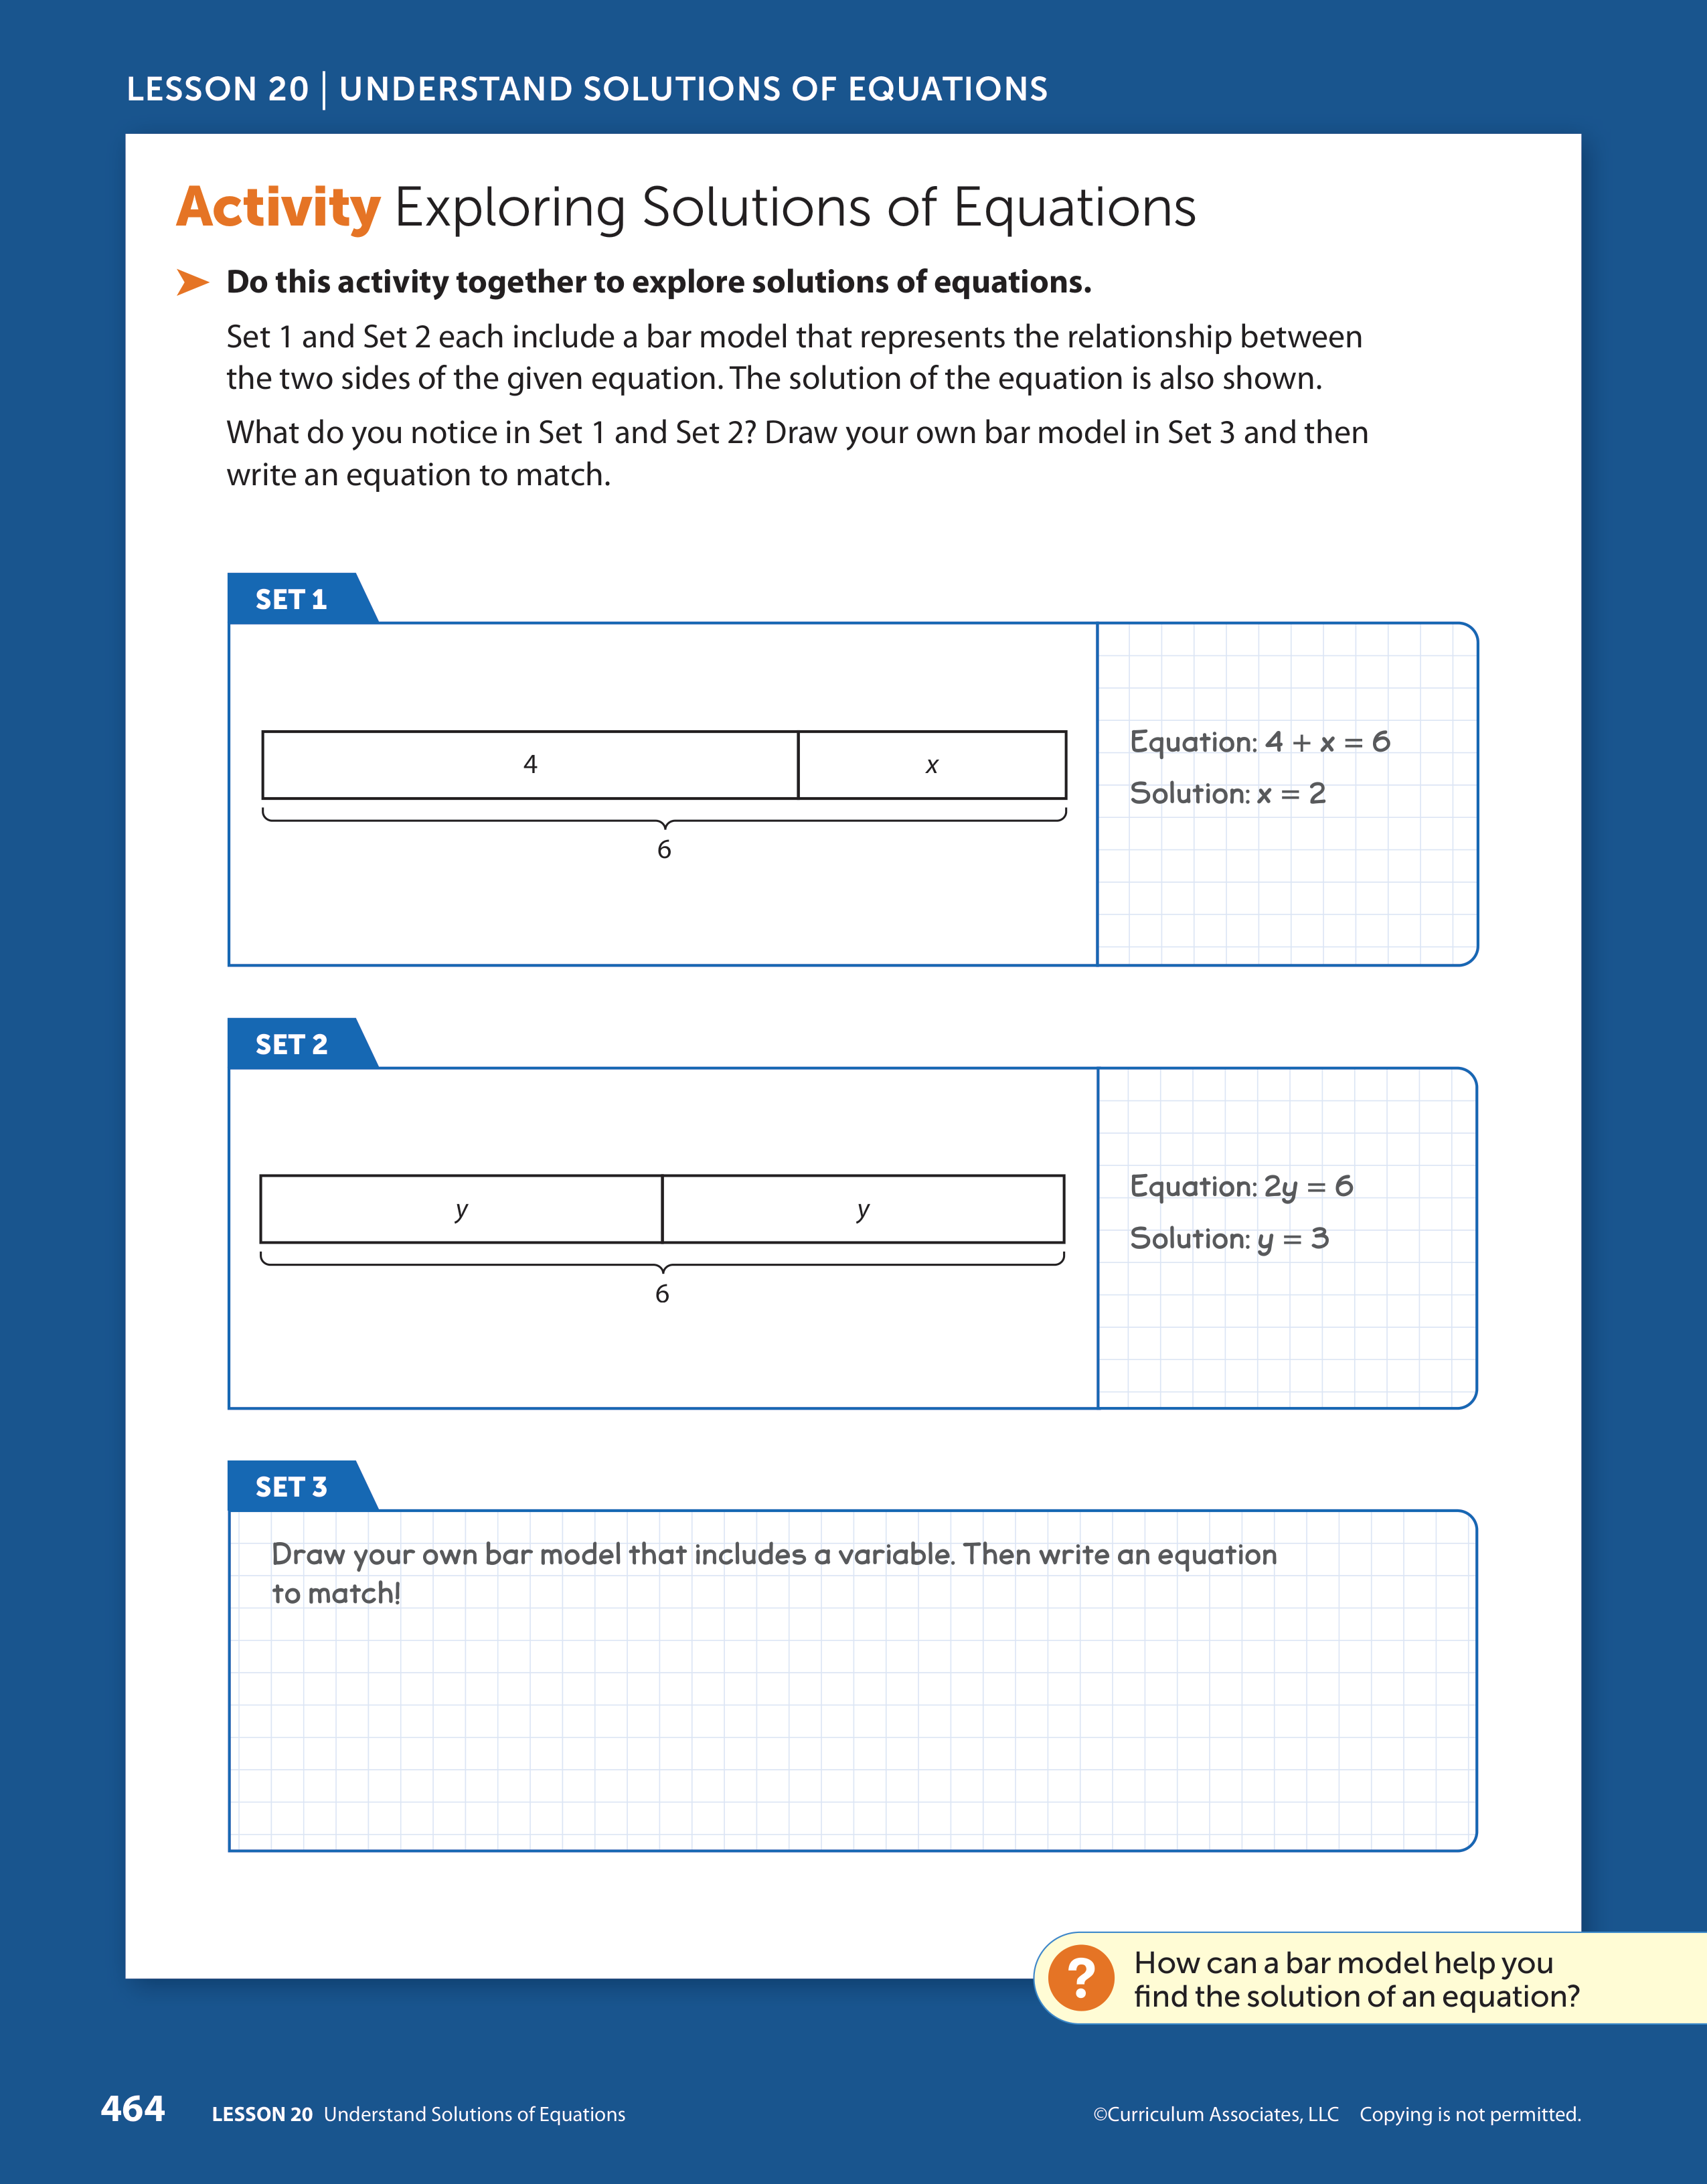 LESSON 20 | UNDERSTAND SOLUTIONS OF EQUATIONS
Activity Exploring Solutions of Equations
Do this activity together to explore solutions of equations.
Set 1 and Set 2 each include a bar model that represents the relationship between
the two sides of the given equation. The solution of the equation is also shown.
What do you notice in Set 1 and Set 2? Draw your own bar model in Set 3 and then
write an equation to match.
SET 1
4 x
6
Equation: 4 + x = 6
Solution: x = 2
SET 2
y y
6
Equation: 2y = 6
Solution: y = 3
SET 3
Draw your own bar model that includes a variable. Then write an equation
to match!
? How can a bar model help you
find the solution of an equation?
464 LESSON 20 Understand Solutions of Equations ©Curriculum Associates, LLC Copying is not permitted.